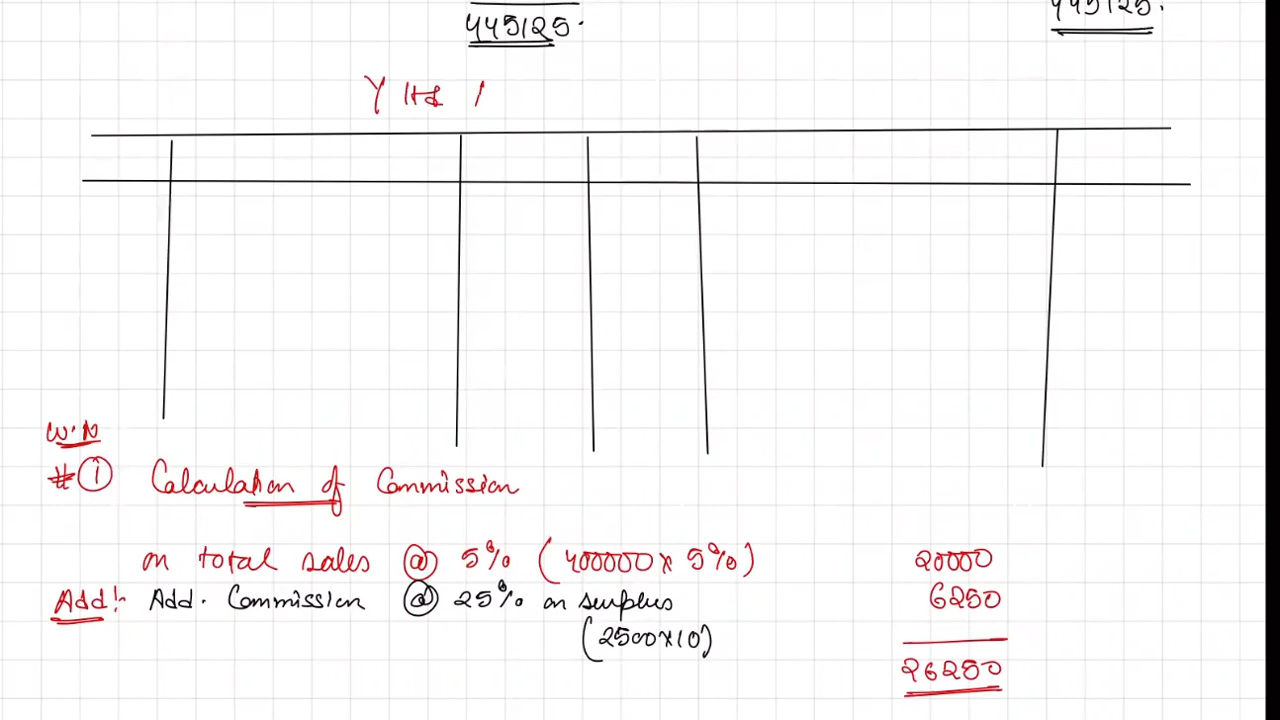 445125. 445125.
Y Ltd /
W.N
#① Calculation of Commission
on total sales @ 5% (400000 x 5%) 20000
Add:- Add. Commission @ 25% on surplus 6250
(2500x10)
26250